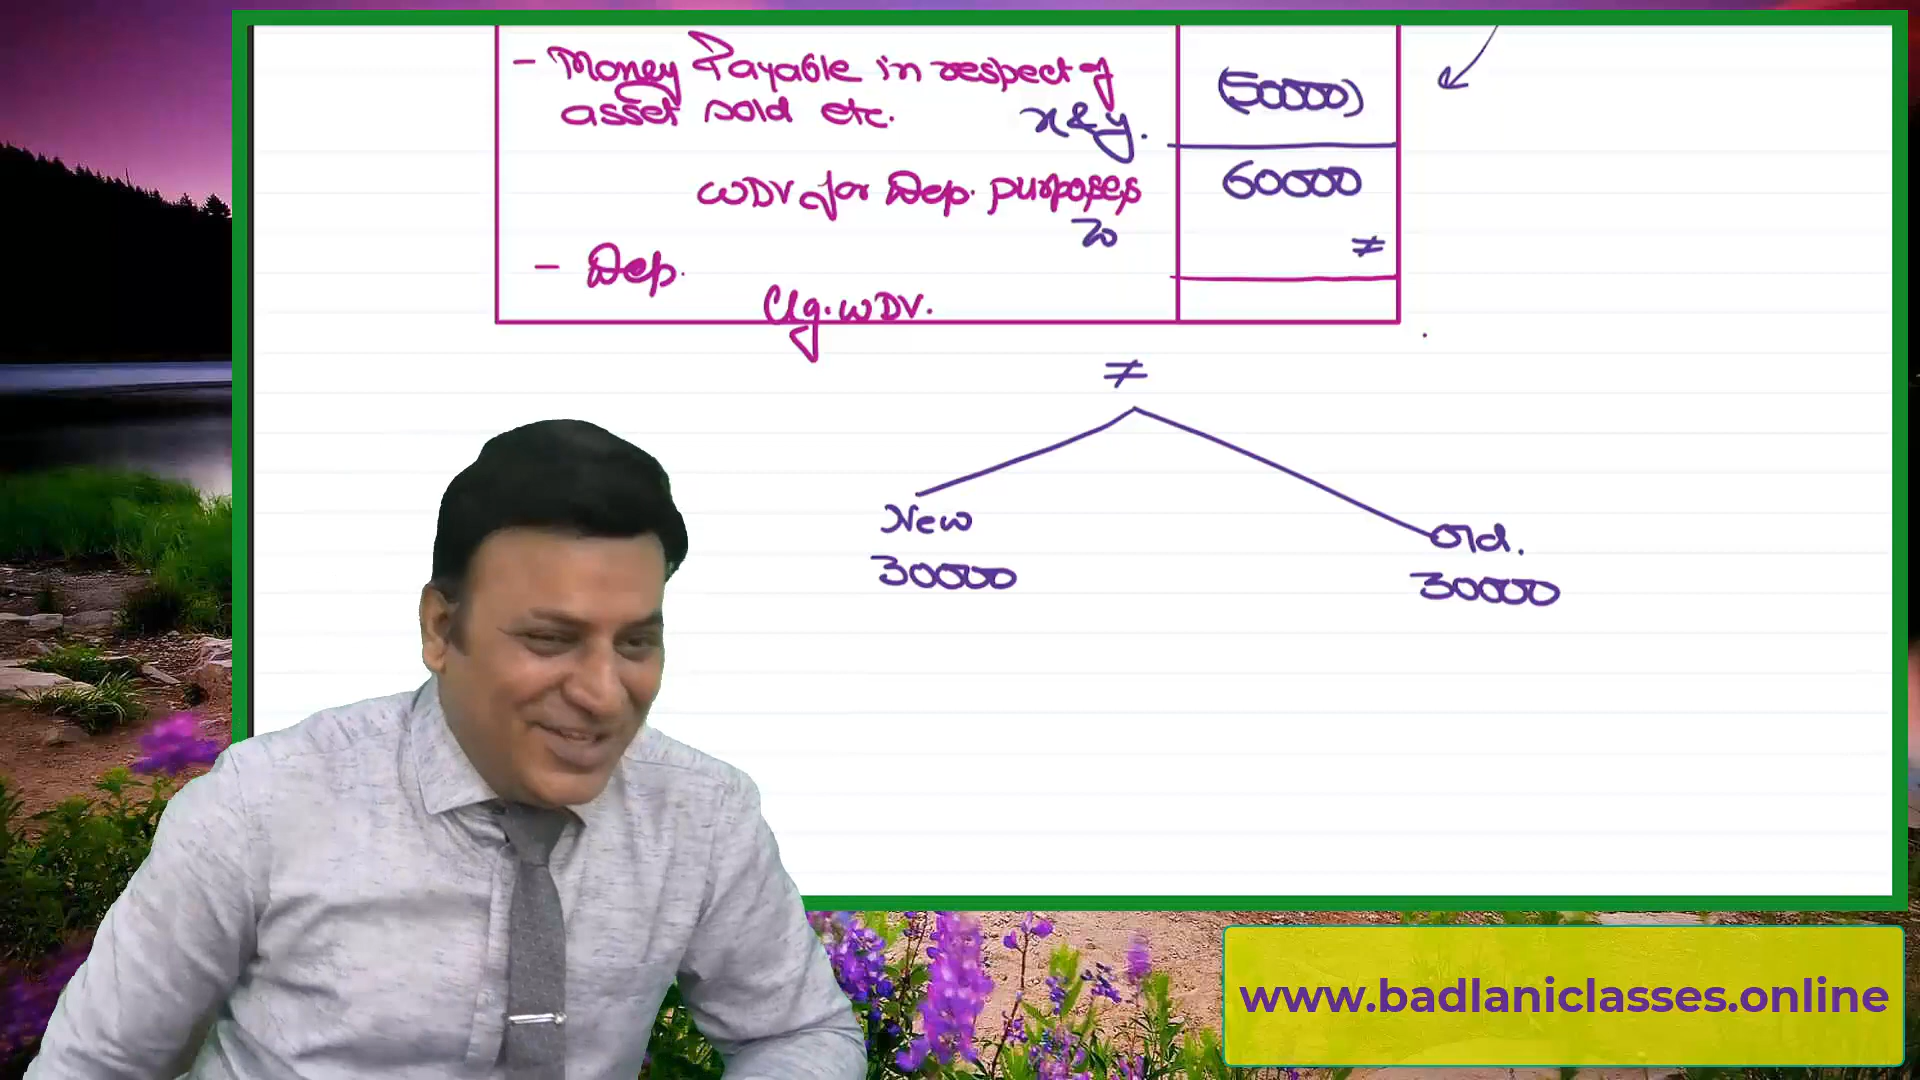 - Money Payable in respect of
asset sold etc. x & y. (50000)
WDV for Dep. purposes 60000
≠
- Dep.
Clg. WDV.
≠
New Old.
30000 30000
www.badlaniclasses.online